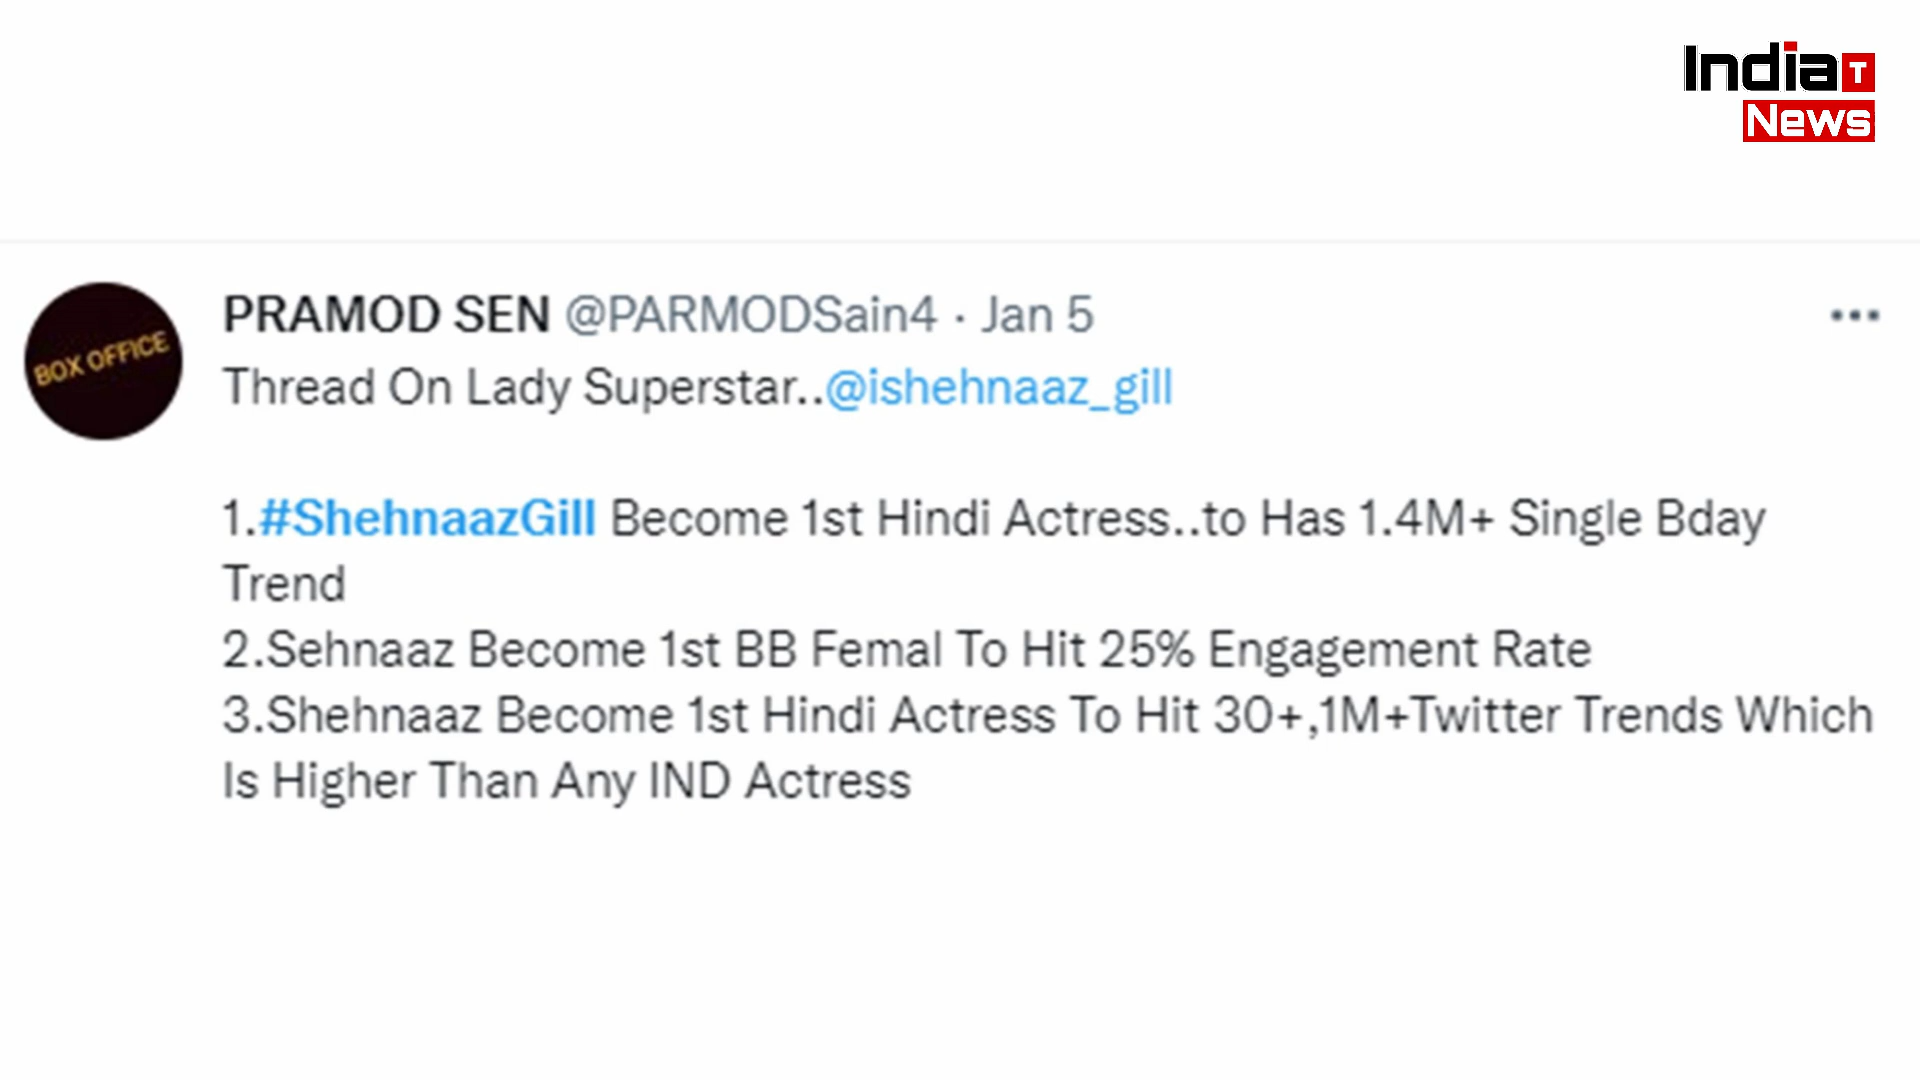 India T
News
PRAMOD SEN @PARMODSain4 · Jan 5
BOX OFFICE
Thread On Lady Superstar..@ishehnaaz_gill
1.#ShehnaazGill Become 1st Hindi Actress..to Has 1.4M+ Single Bday
Trend
2.Sehnaaz Become 1st BB Femal To Hit 25% Engagement Rate
3.Shehnaaz Become 1st Hindi Actress To Hit 30+,1M+Twitter Trends Which
Is Higher Than Any IND Actress